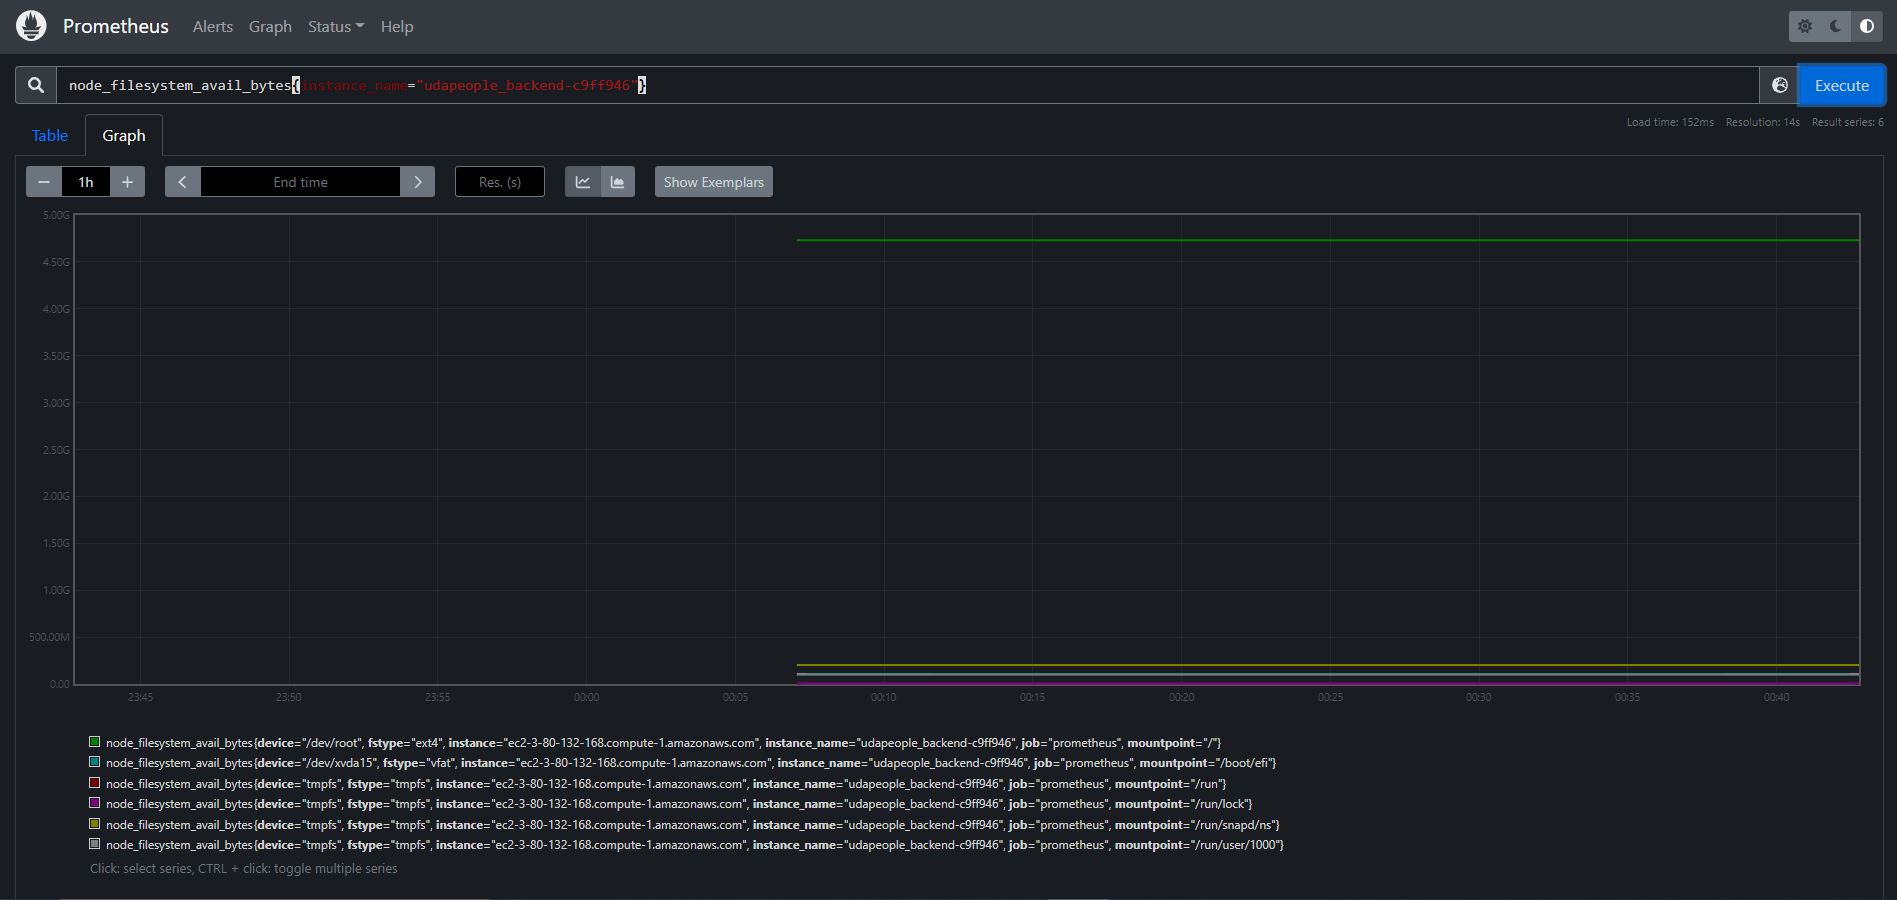 Prometheus Alerts Graph Status Help
node_filesystem_avail_bytes{instance_name="udapeople_backend-c9ff946"} Execute
Load time: 152ms Resolution: 14s Result series: 6
Table Graph
1h End time Res. (s) Show Exemplars
5.00G
4.50G
4.00G
3.50G
3.00G
2.50G
2.00G
1.50G
1.00G
500.00M
0.00
23:45 23:50 23:55 00:00 00:05 00:10 00:15 00:20 00:25 00:30 00:35 00:40
node_filesystem_avail_bytes{device="/dev/root", fstype="ext4", instance="ec2-3-80-132-168.compute-1.amazonaws.com", instance_name="udapeople_backend-c9ff946", job="prometheus", mountpoint="/"}
node_filesystem_avail_bytes{device="/dev/xvda15", fstype="vfat", instance="ec2-3-80-132-168.compute-1.amazonaws.com", instance_name="udapeople_backend-c9ff946", job="prometheus", mountpoint="/boot/efi"}
node_filesystem_avail_bytes{device="tmpfs", fstype="tmpfs", instance="ec2-3-80-132-168.compute-1.amazonaws.com", instance_name="udapeople_backend-c9ff946", job="prometheus", mountpoint="/run"}
node_filesystem_avail_bytes{device="tmpfs", fstype="tmpfs", instance="ec2-3-80-132-168.compute-1.amazonaws.com", instance_name="udapeople_backend-c9ff946", job="prometheus", mountpoint="/run/lock"}
node_filesystem_avail_bytes{device="tmpfs", fstype="tmpfs", instance="ec2-3-80-132-168.compute-1.amazonaws.com", instance_name="udapeople_backend-c9ff946", job="prometheus", mountpoint="/run/snapd/ns"}
node_filesystem_avail_bytes{device="tmpfs", fstype="tmpfs", instance="ec2-3-80-132-168.compute-1.amazonaws.com", instance_name="udapeople_backend-c9ff946", job="prometheus", mountpoint="/run/user/1000"}
Click: select series, CTRL + click: toggle multiple series